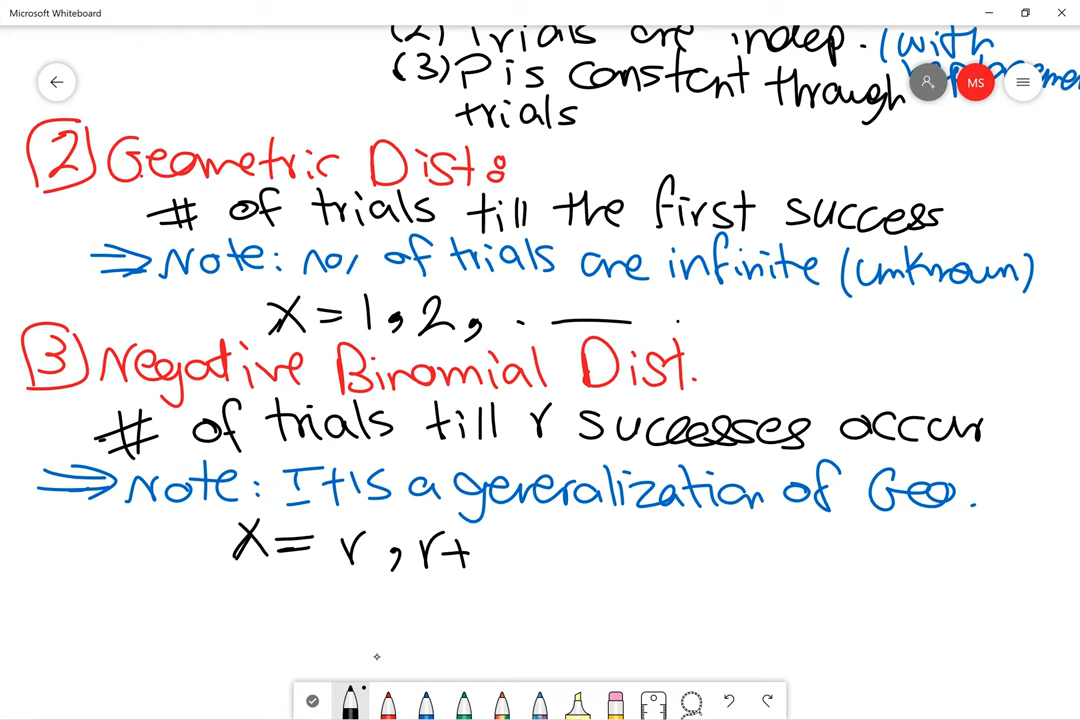 Microsoft Whiteboard
(2) Trials are indep. (with
(3) P is constant through
trials
MS
2 Geometric Dist:
# of trials till the first success
⇒ Note: no, of trials are infinite (unknown)
X = 1, 2, . — .
3 Negative Binomial Dist.
# of trials till r successes occur
⇒ Note: It is a generalization of Geo.
X = r, r+